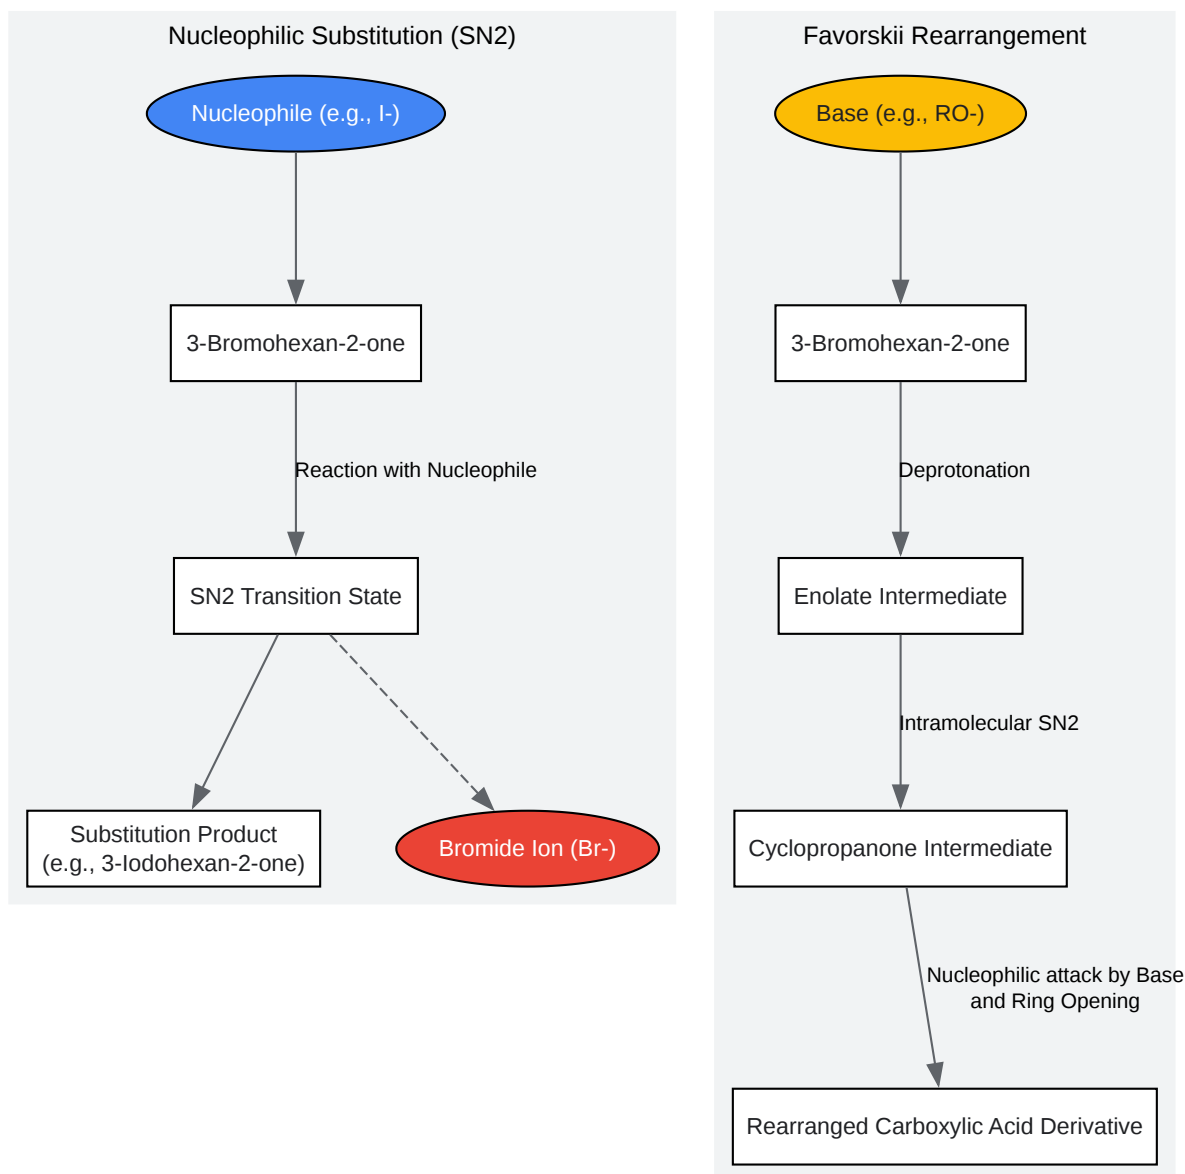 Nucleophilic Substitution (SN2)
Nucleophile (e.g., I-)
3-Bromohexan-2-one
Reaction with Nucleophile
SN2 Transition State
Substitution Product
(e.g., 3-Iodohexan-2-one)
Bromide Ion (Br-)
Favorskii Rearrangement
Base (e.g., RO-)
3-Bromohexan-2-one
Deprotonation
Enolate Intermediate
Intramolecular SN2
Cyclopropanone Intermediate
Nucleophilic attack by Base
and Ring Opening
Rearranged Carboxylic Acid Derivative